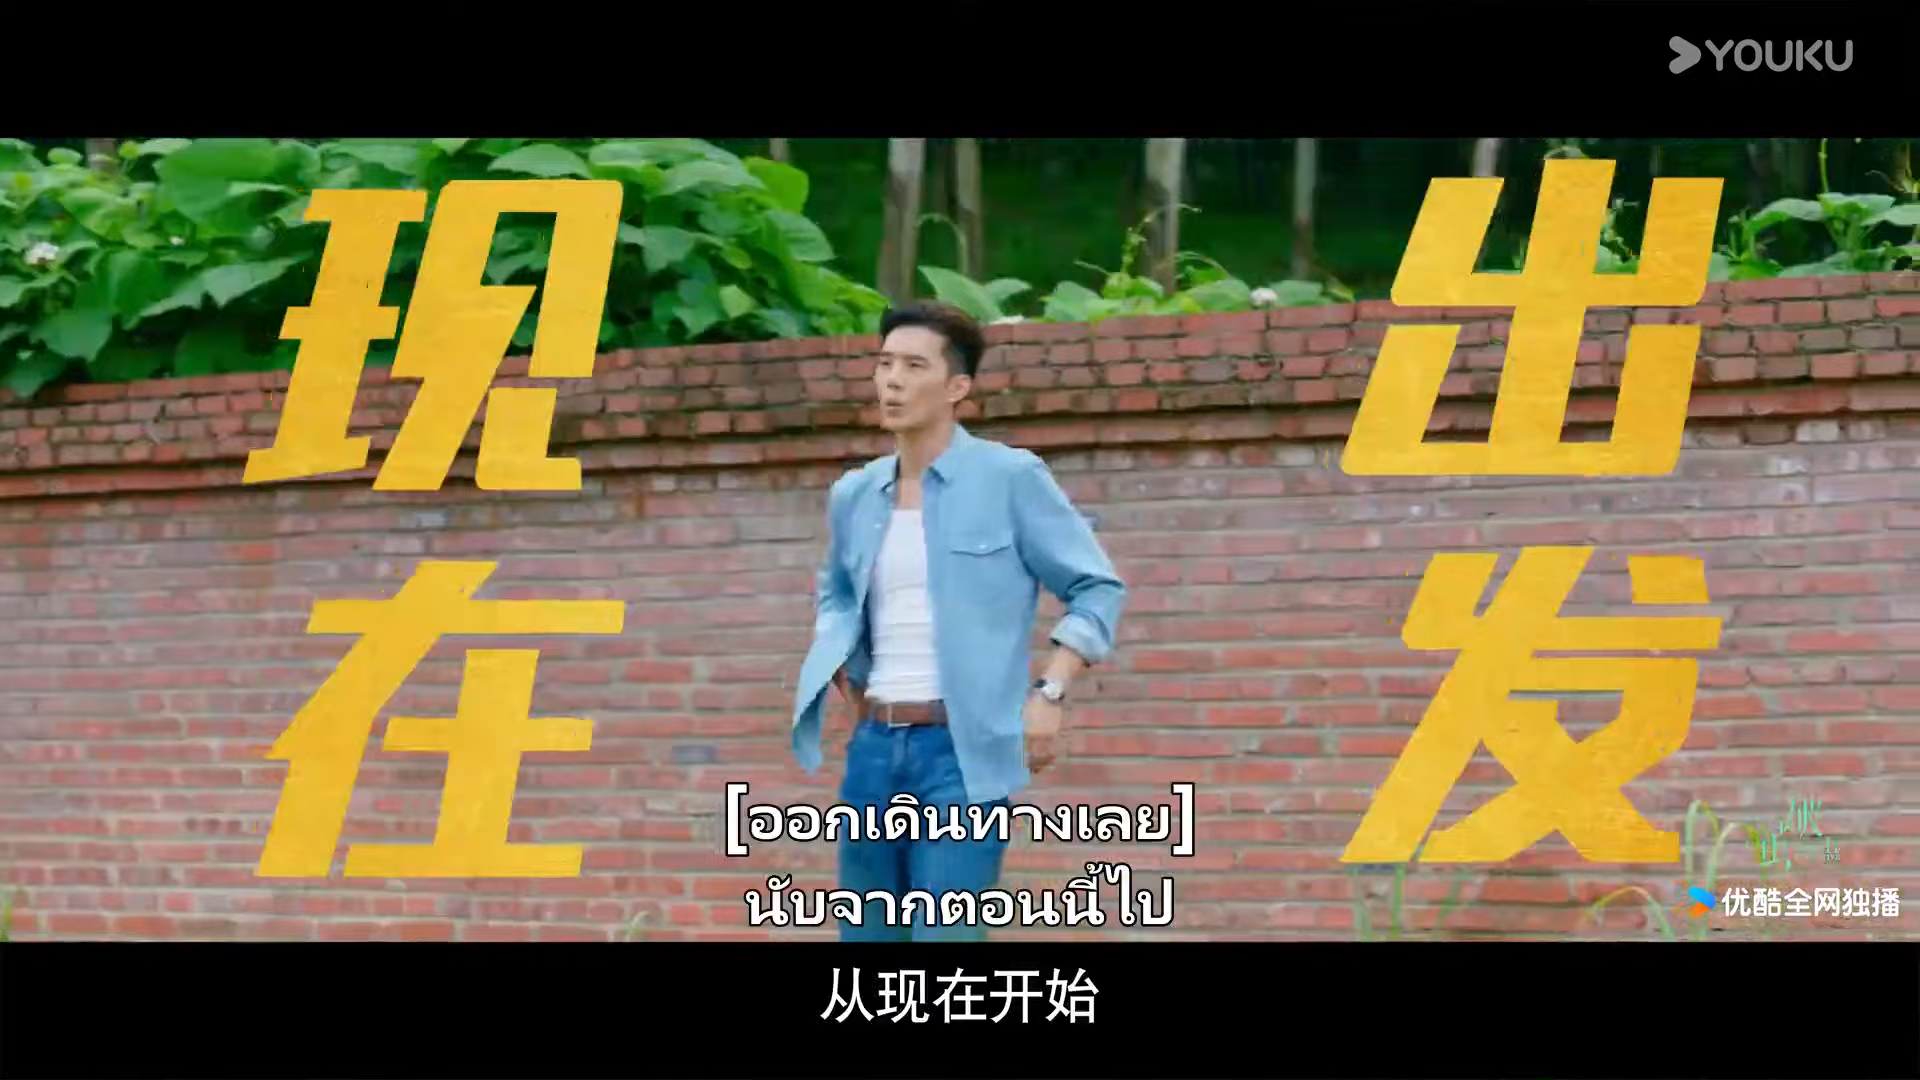 YOUKU
现在
出发
[ออกเดินทางเลย]
นับจากตอนนี้ไป
优酷全网独播
从现在开始